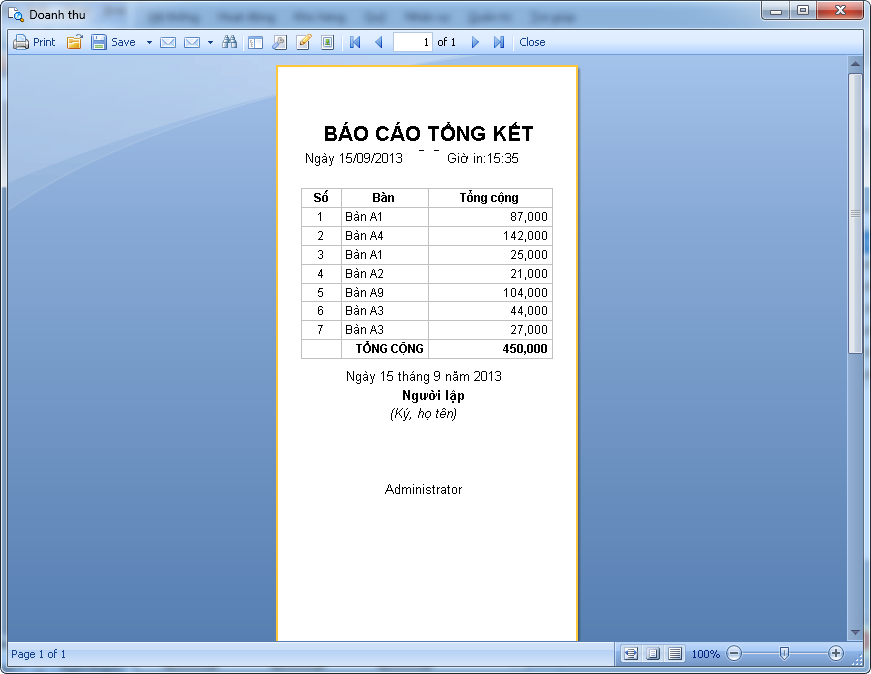 Doanh thu
Print Save 1 of 1 Close
BÁO CÁO TỔNG KẾT
Ngày 15/09/2013 Giờ in:15:35
Số Bàn Tổng cộng
1 Bàn A1 87,000
2 Bàn A4 142,000
3 Bàn A1 25,000
4 Bàn A2 21,000
5 Bàn A9 104,000
6 Bàn A3 44,000
7 Bàn A3 27,000
TỔNG CỘNG 450,000
Ngày 15 tháng 9 năm 2013
Người lập
(Ký, họ tên)
Administrator
Page 1 of 1 100%